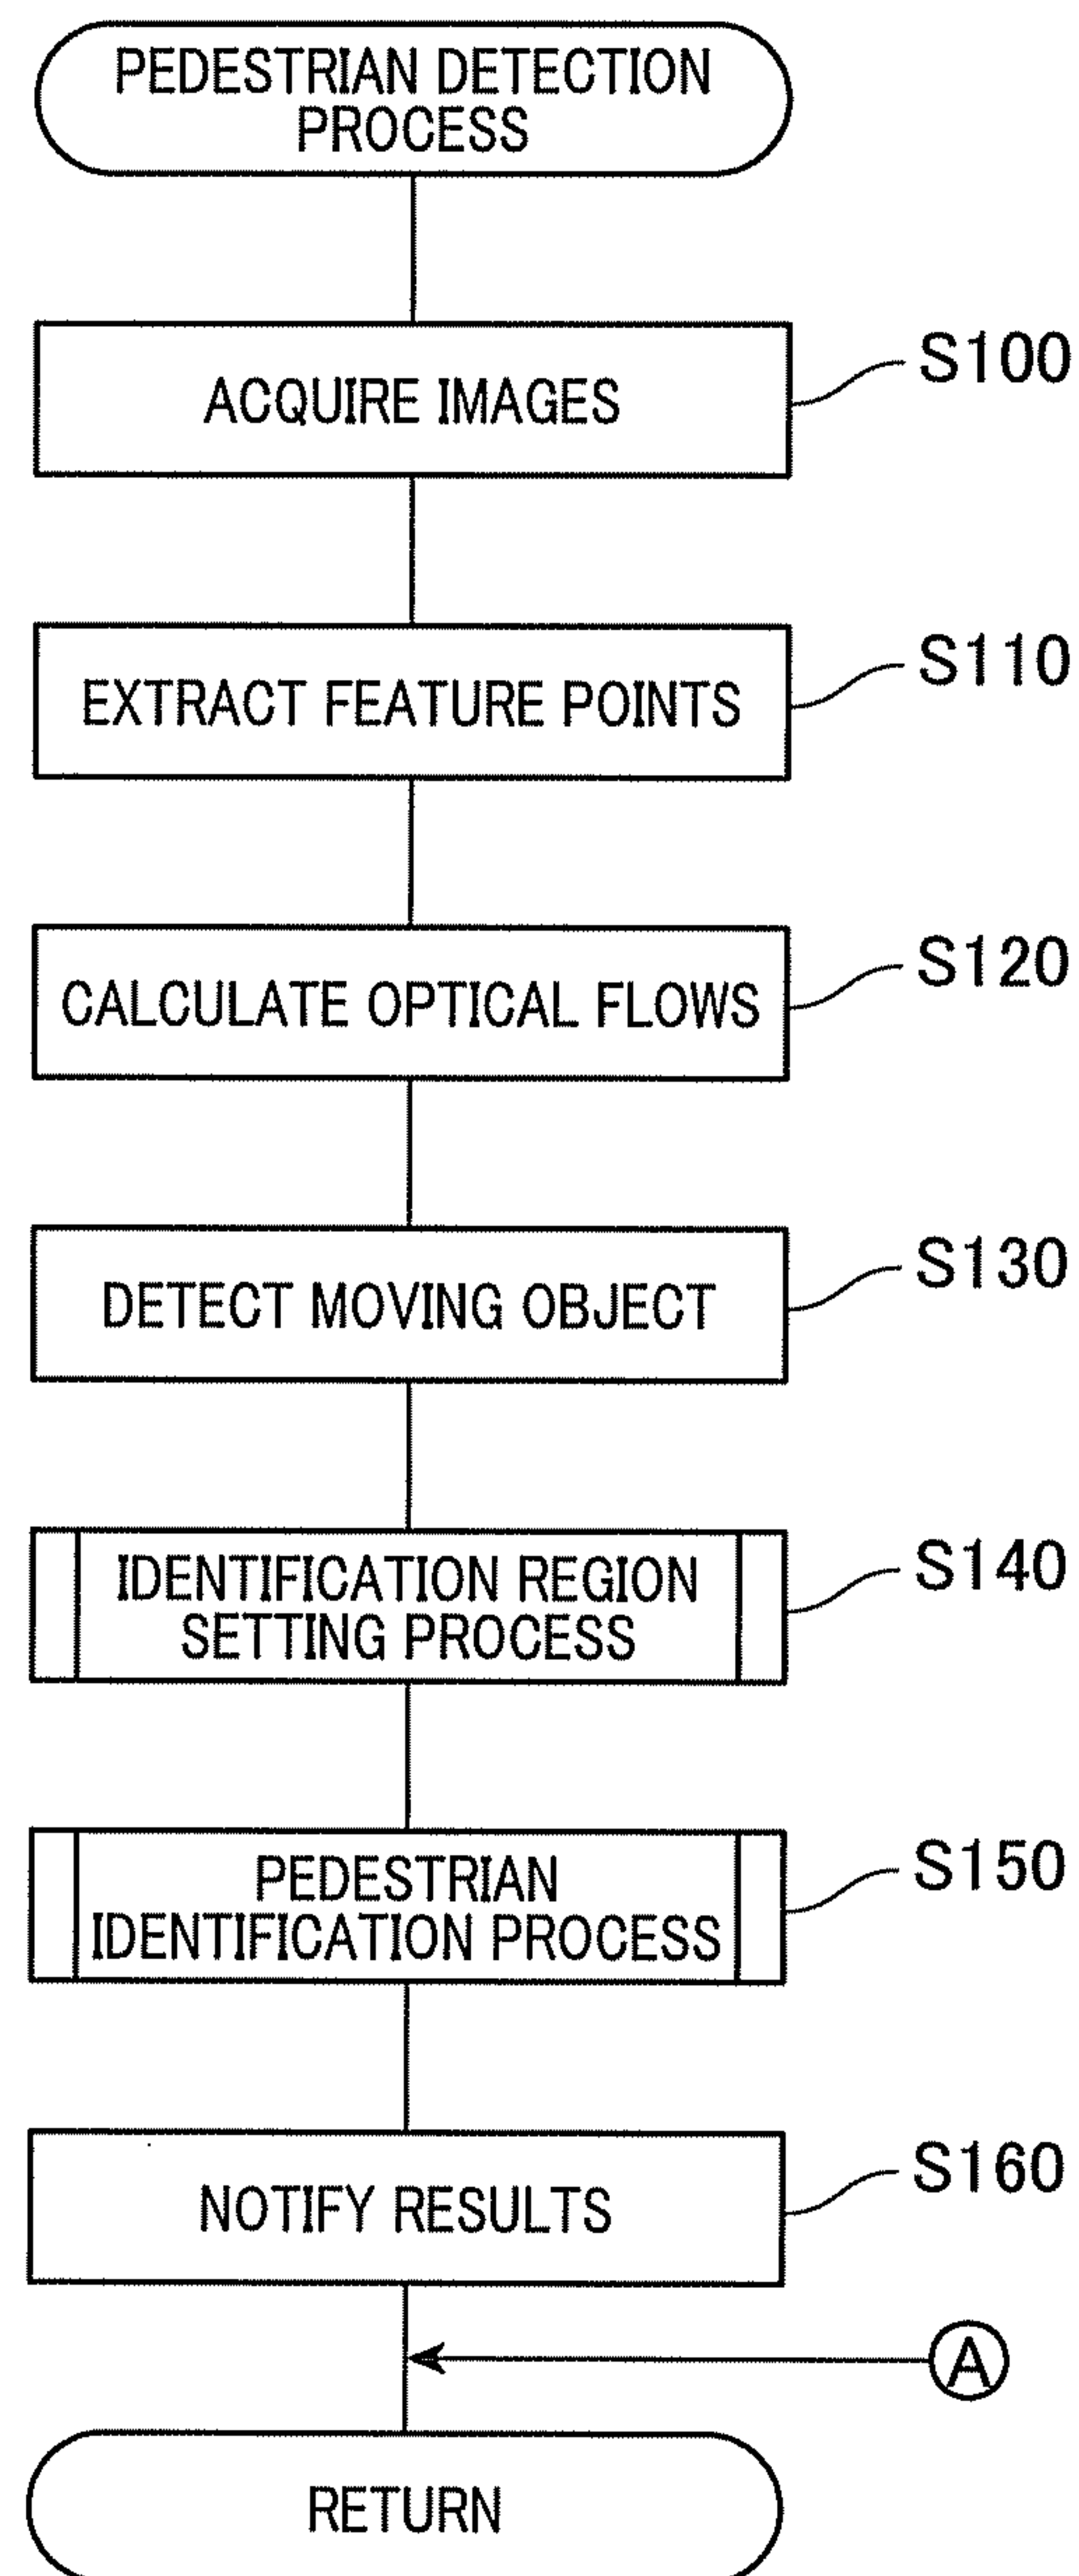 PEDESTRIAN DETECTION
PROCESS
ACQUIRE IMAGES
S100
EXTRACT FEATURE POINTS
S110
CALCULATE OPTICAL FLOWS
S120
DETECT MOVING OBJECT
S130
IDENTIFICATION REGION
SETTING PROCESS
S140
PEDESTRIAN
IDENTIFICATION PROCESS
S150
NOTIFY RESULTS
S160
A
RETURN